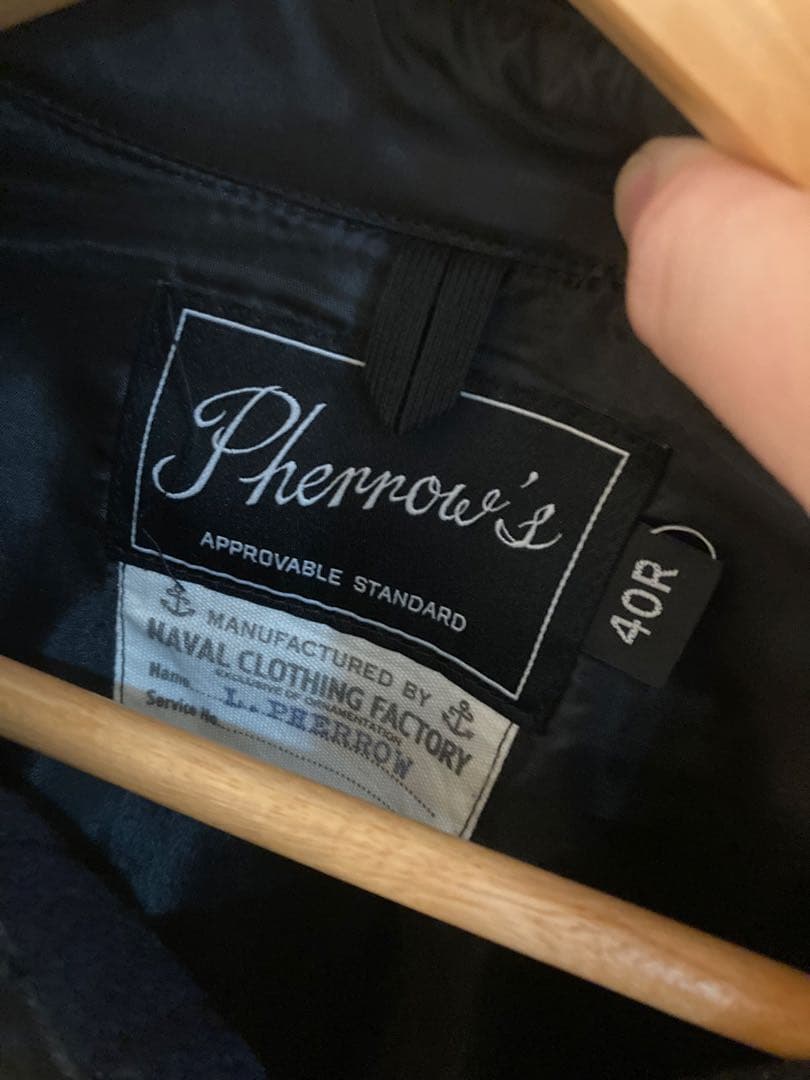 Pherrow's
APPROVABLE STANDARD
40R
MANUFACTURED BY
NAVAL CLOTHING FACTORY
EXCLUSIVE OF ORNAMENTATION
Name L. PHERROW
Service No.